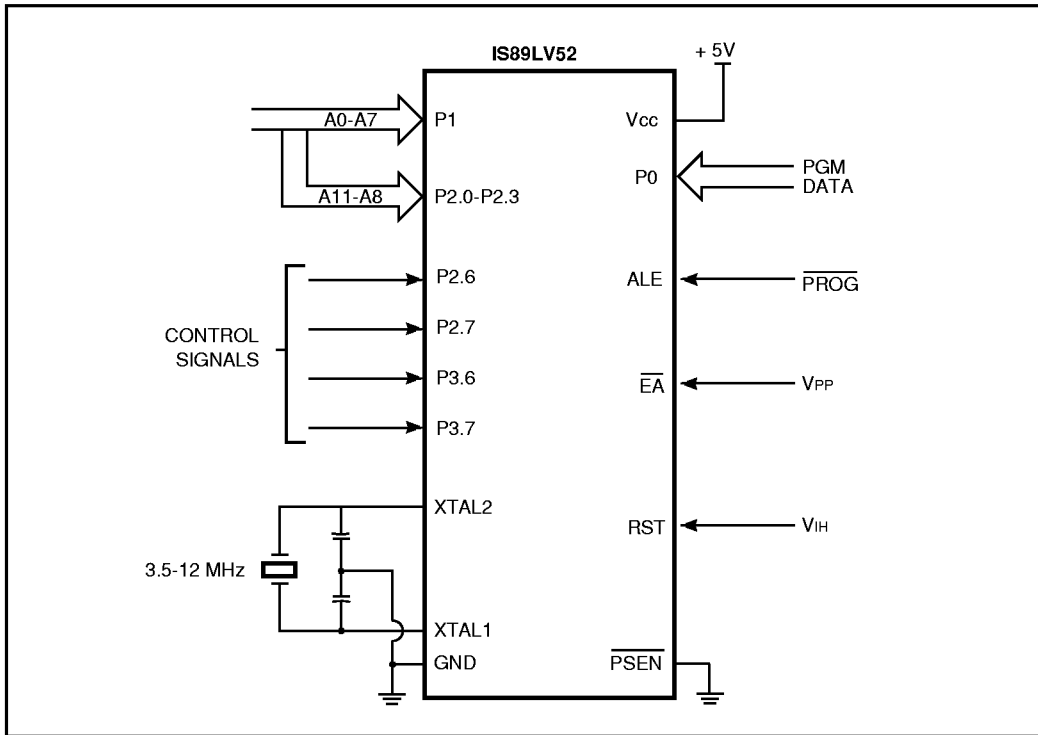 IS89LV52
+ 5V
A0-A7
P1
Vcc
A11-A8
P2.0-P2.3
P0
PGM
DATA
P2.6
ALE
PROG
P2.7
CONTROL
SIGNALS
P3.6
EA
VPP
P3.7
XTAL2
RST
VIH
3.5-12 MHz
XTAL1
GND
PSEN